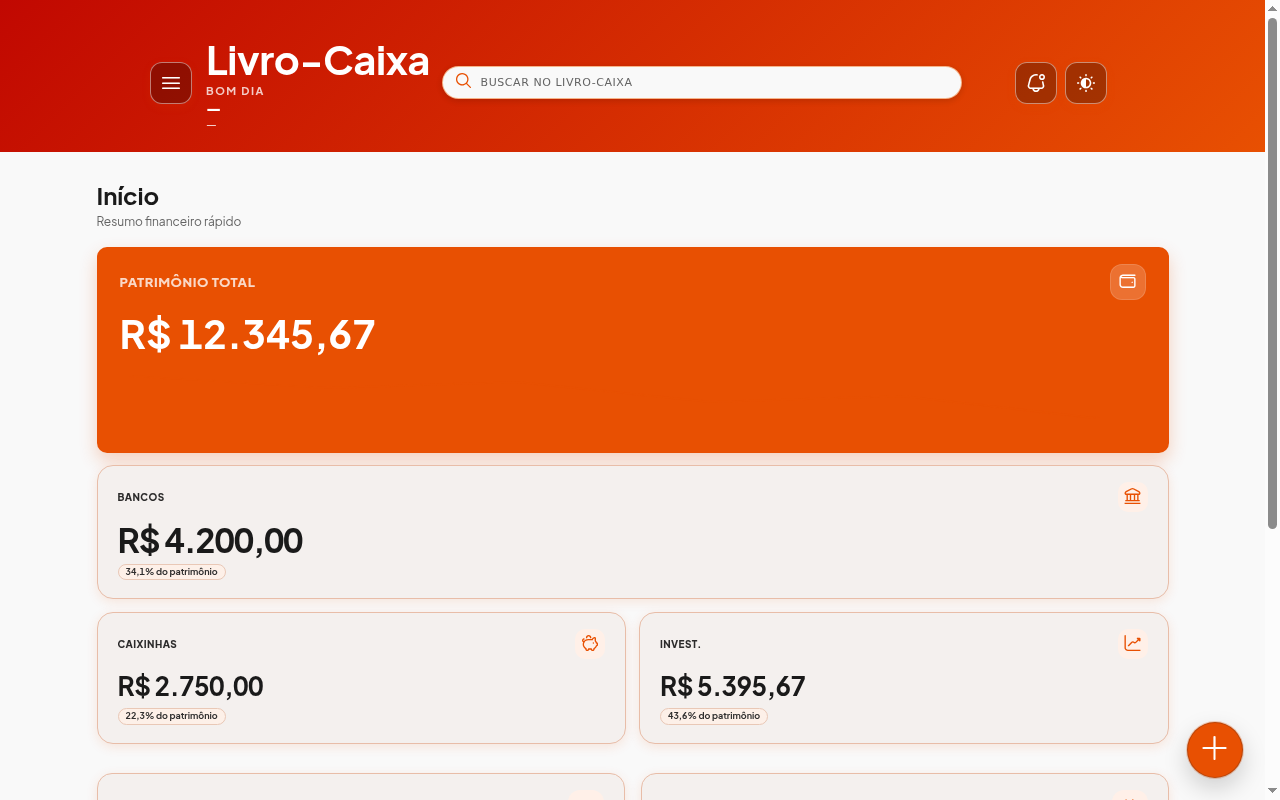 Livro-Caixa
BOM DIA
—
—
BUSCAR NO LIVRO-CAIXA
Início
Resumo financeiro rápido
PATRIMÔNIO TOTAL
R$ 12.345,67
BANCOS
R$ 4.200,00
34,1% do patrimônio
CAIXINHAS
R$ 2.750,00
22,3% do patrimônio
INVEST.
R$ 5.395,67
43,6% do patrimônio